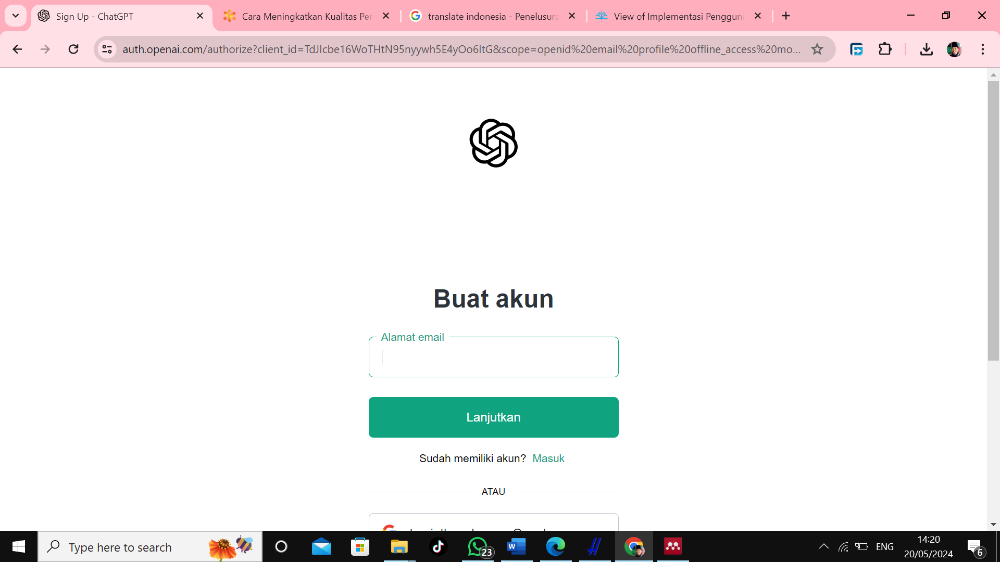 Sign Up - ChatGPT
Cara Meningkatkan Kualitas Per
translate indonesia - Penelusura
View of Implementasi Pengguna
auth.openai.com/authorize?client_id=TdJIcbe16WoTHtN95nyywh5E4yOo6ItG&scope=openid%20email%20profile%20offline_access%20mo...
Buat akun
Alamat email
Lanjutkan
Sudah memiliki akun? Masuk
ATAU
Type here to search
23
ENG
14:20
20/05/2024
6